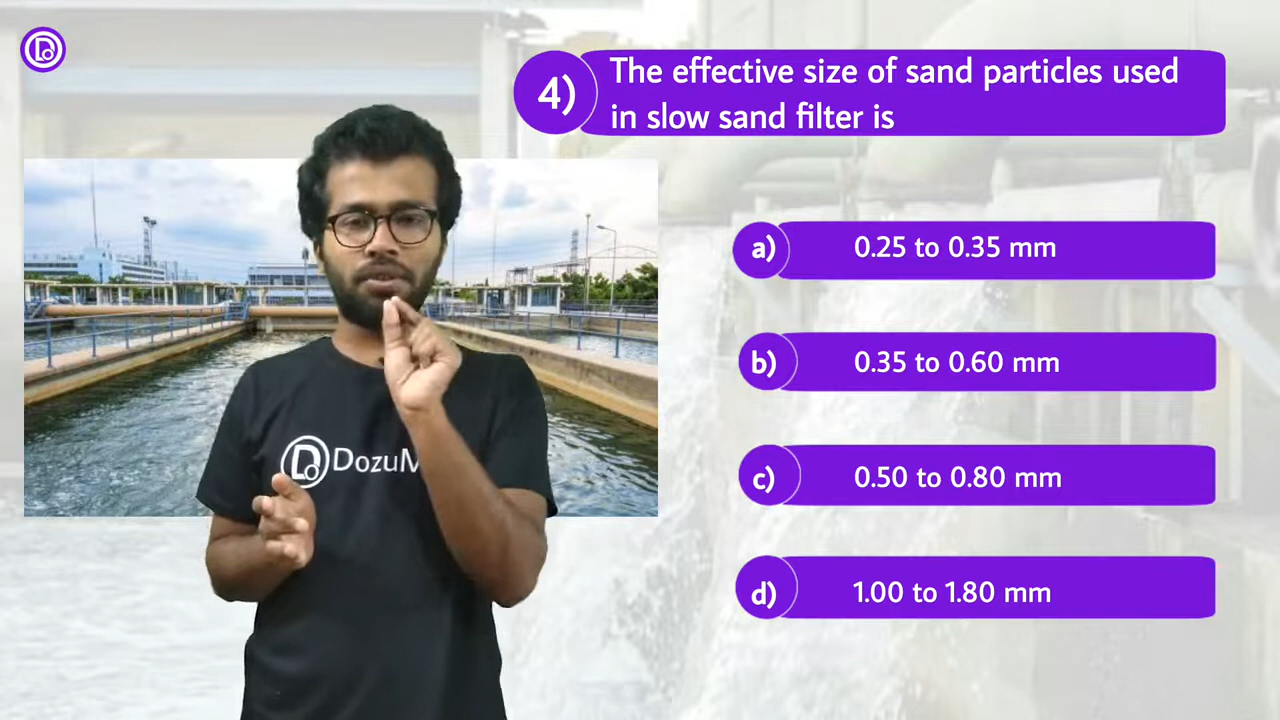 4)
The effective size of sand particles used
in slow sand filter is
a) 0.25 to 0.35 mm
b) 0.35 to 0.60 mm
c) 0.50 to 0.80 mm
d) 1.00 to 1.80 mm
DozuM